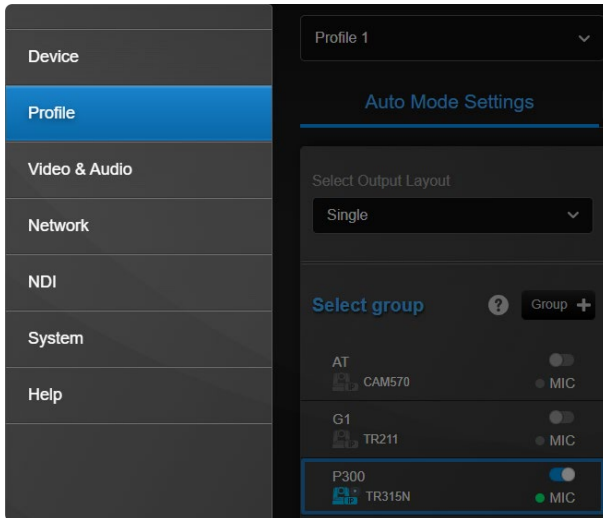 Device
Profile
Video & Audio
Network
NDI
System
Help
Profile 1
Auto Mode Settings
Select Output Layout
Single
Select group ? Group +
AT
CAM570
MIC
G1
TR211
MIC
P300
TR315N
MIC